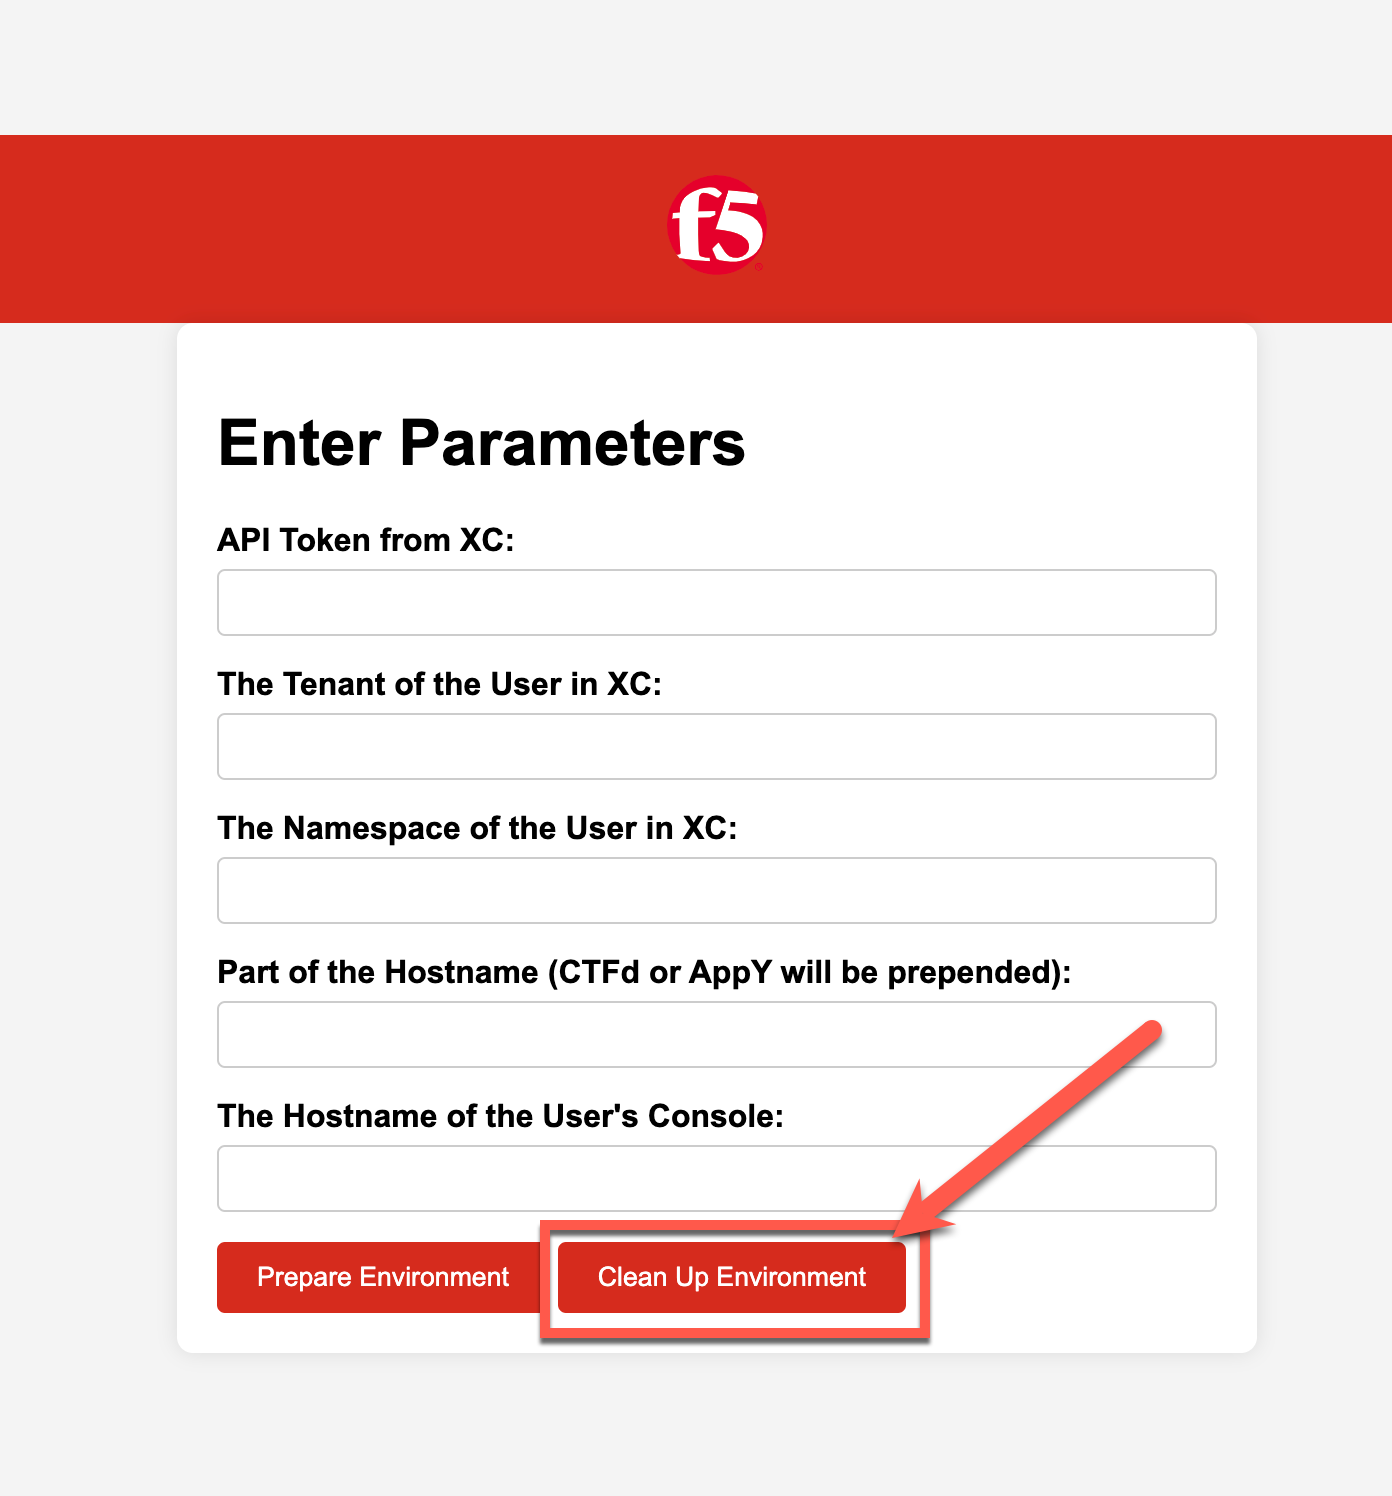 f5
Enter Parameters
API Token from XC:
The Tenant of the User in XC:
The Namespace of the User in XC:
Part of the Hostname (CTFd or AppY will be prepended):
The Hostname of the User's Console:
Prepare Environment
Clean Up Environment